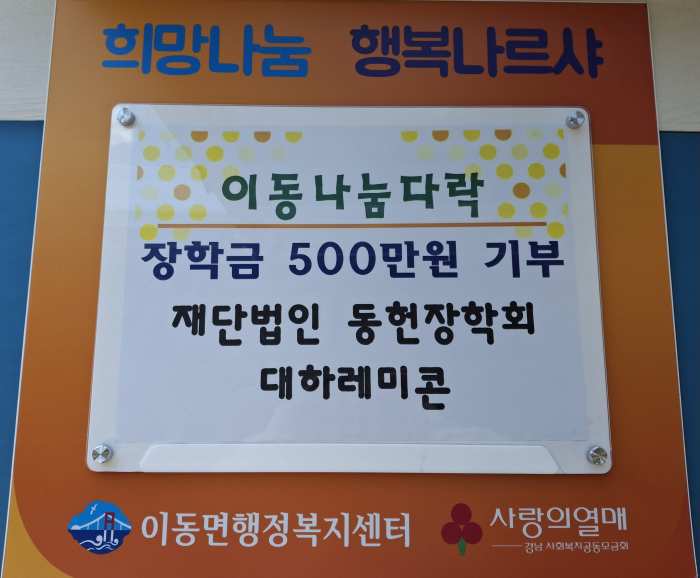 희망나눔 행복나르샤
이동나눔다락
장학금 500만원 기부
재단법인 동헌장학회
대하레미콘
이동면행정복지센터
사랑의열매
경남 사회복지공동모금회